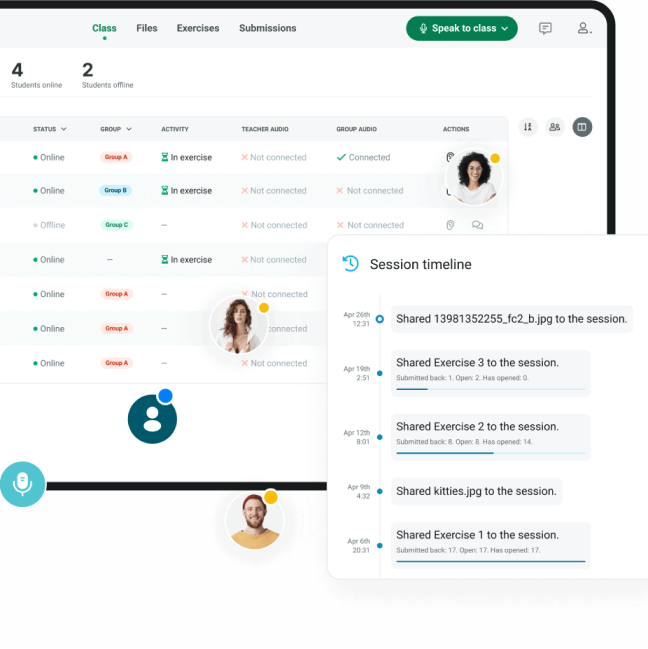 Class Files Exercises Submissions Speak to class
4 2
Students online Students offline
STATUS GROUP ACTIVITY TEACHER AUDIO GROUP AUDIO ACTIONS
Online Group A In exercise Not connected Connected
Online Group B In exercise Not connected Not connected
Offline Group C – Not connected Not connected
Online – In exercise Not connected
Online Group A – Not connected
Online Group A – connected
Online Group A – Not connected
Session timeline
Apr 26th
12:31
Shared 13981352255_fc2_b.jpg to the session.
Apr 19th
2:51
Shared Exercise 3 to the session.
Submitted back: 1. Open: 2. Has opened: 0.
Apr 12th
8:01
Shared Exercise 2 to the session.
Submitted back: 8. Open: 8. Has opened: 14.
Apr 9th
4:32
Shared kitties.jpg to the session.
Apr 6th
20:31
Shared Exercise 1 to the session.
Submitted back: 17. Open: 17. Has opened: 17.